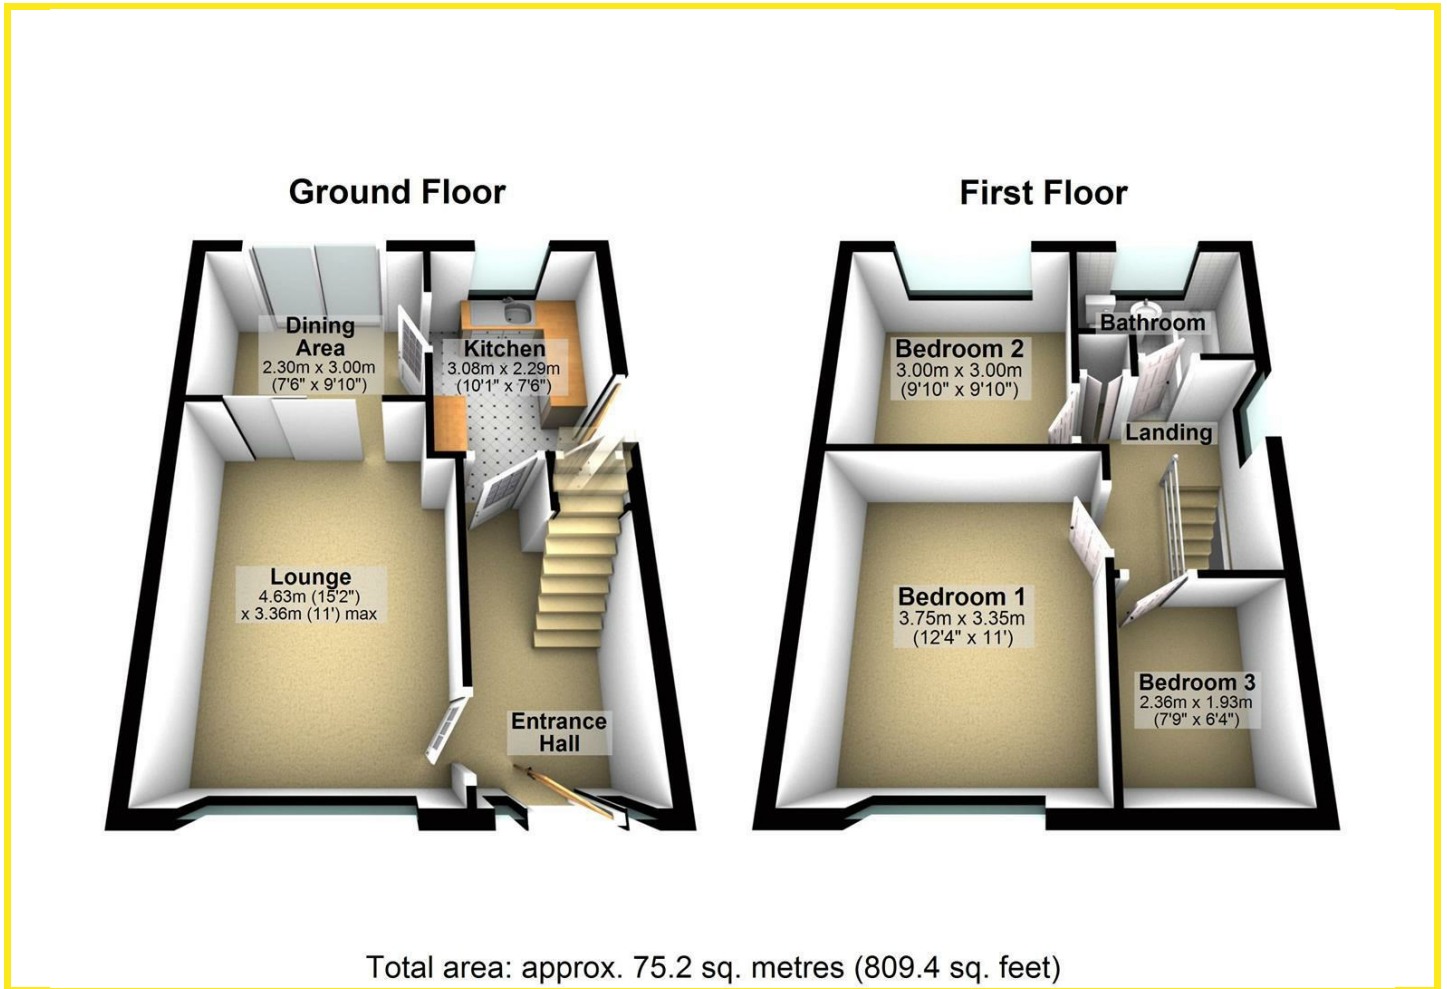 Ground Floor
Dining
Area
2.30m x 3.00m
(7'6" x 9'10")
Kitchen
3.08m x 2.29m
(10'1" x 7'6")
Lounge
4.63m (15'2")
x 3.36m (11') max
Entrance
Hall
First Floor
Bedroom 2
3.00m x 3.00m
(9'10" x 9'10")
Bathroom
Landing
Bedroom 1
3.75m x 3.35m
(12'4" x 11')
Bedroom 3
2.36m x 1.93m
(7'9" x 6'4")
Total area: approx. 75.2 sq. metres (809.4 sq. feet)